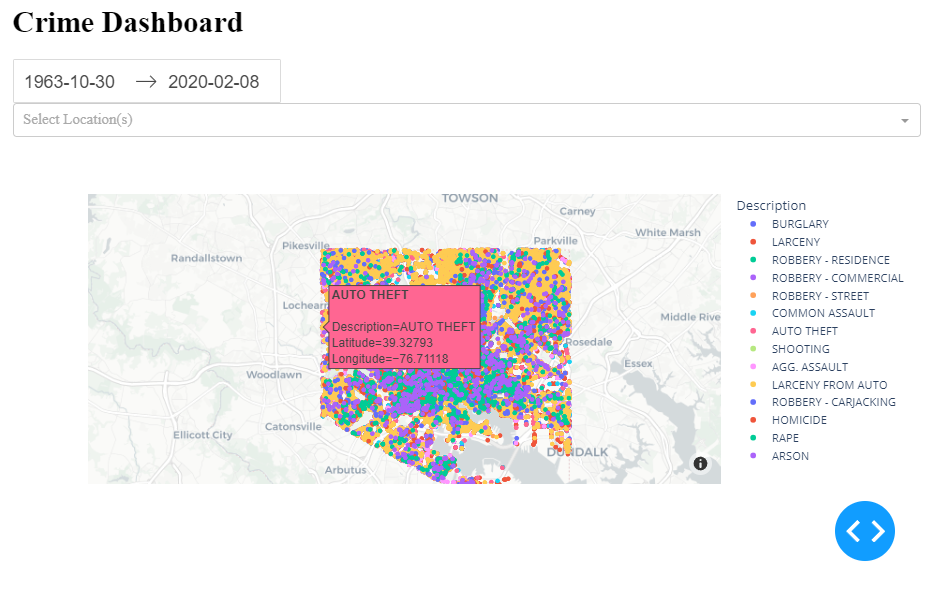 Crime Dashboard
1963-10-30 → 2020-02-08
Select Location(s)
TOWSON
Carney
White Marsh
Parkville
Pikesville
Randallstown
Lochearn
AUTO THEFT
Description=AUTO THEFT
Latitude=39.32793
Longitude=−76.71118
Middle Rive
Rosedale
Essex
Woodlawn
Catonsville
Ellicott City
DUNDALK
Arbutus
Description
BURGLARY
LARCENY
ROBBERY - RESIDENCE
ROBBERY - COMMERCIAL
ROBBERY - STREET
COMMON ASSAULT
AUTO THEFT
SHOOTING
AGG. ASSAULT
LARCENY FROM AUTO
ROBBERY - CARJACKING
HOMICIDE
RAPE
ARSON